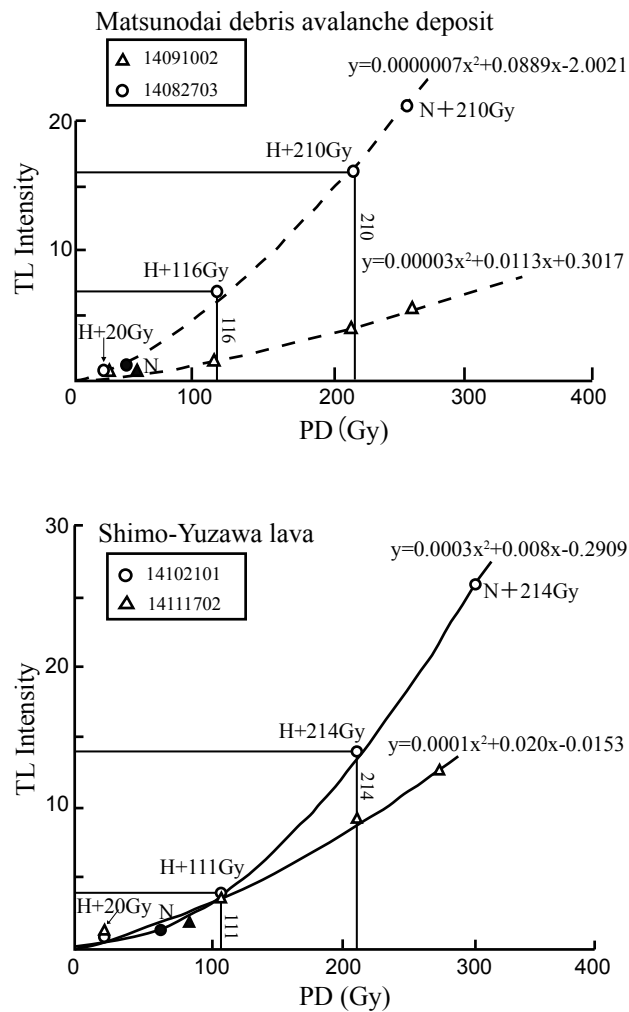 Matsunodai debris avalanche deposit
14091002
14082703
y=0.0000007x²+0.0889x-2.0021
N+210Gy
H+210Gy
H+116Gy
H+20Gy
N
210
116
y=0.00003x²+0.0113x+0.3017
TL Intensity
20
10
0
100
200
300
400
PD (Gy)
30
Shimo-Yuzawa lava
14102101
14111702
y=0.0003x²+0.008x-0.2909
N+214Gy
H+214Gy
y=0.0001x²+0.020x-0.0153
214
H+111Gy
H+20Gy
N
111
TL Intensity
20
10
0
100
200
300
400
PD (Gy)